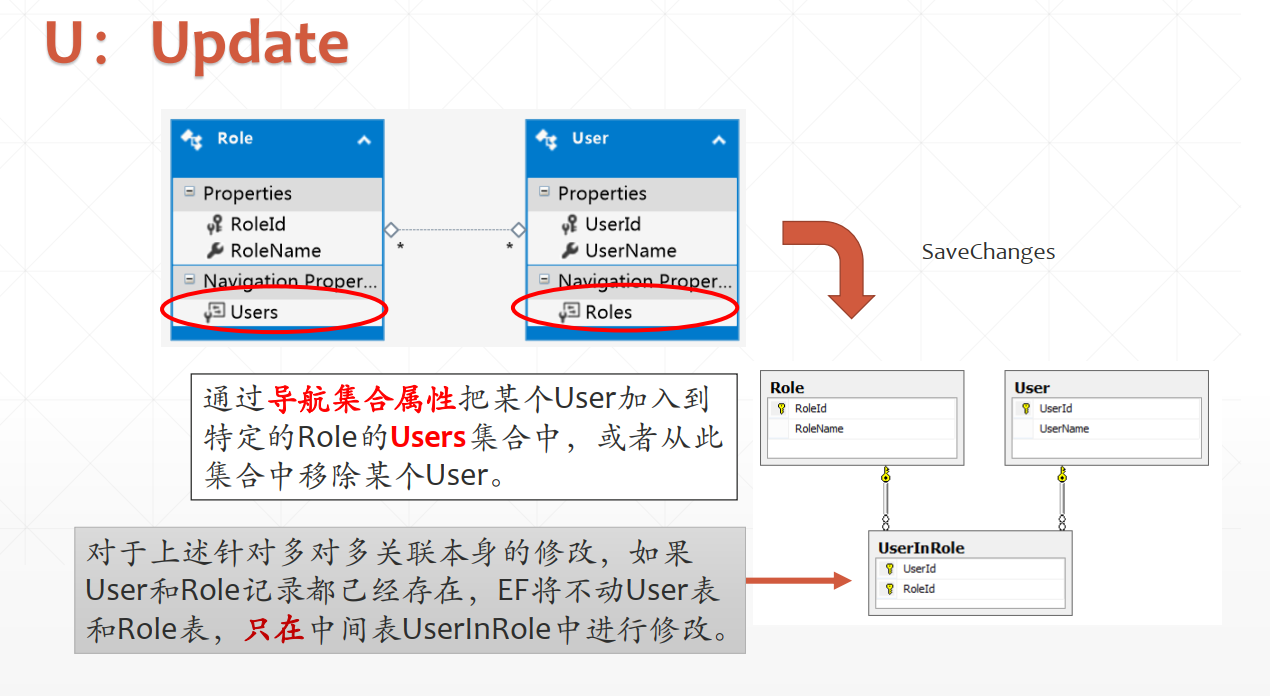 U： Update
Role
Properties
RoleId
RoleName
Navigation Proper...
Users
*
*
User
Properties
UserId
UserName
Navigation Proper...
Roles
SaveChanges
通过导航集合属性把某个User加入到
特定的Role的Users集合中，或者从此
集合中移除某个User。
Role
RoleId
RoleName
User
UserId
UserName
对于上述针对多对多关联本身的修改，如果
User和Role记录都已经存在，EF将不动User表
和Role表，只在中间表UserInRole中进行修改。
UserInRole
UserId
RoleId